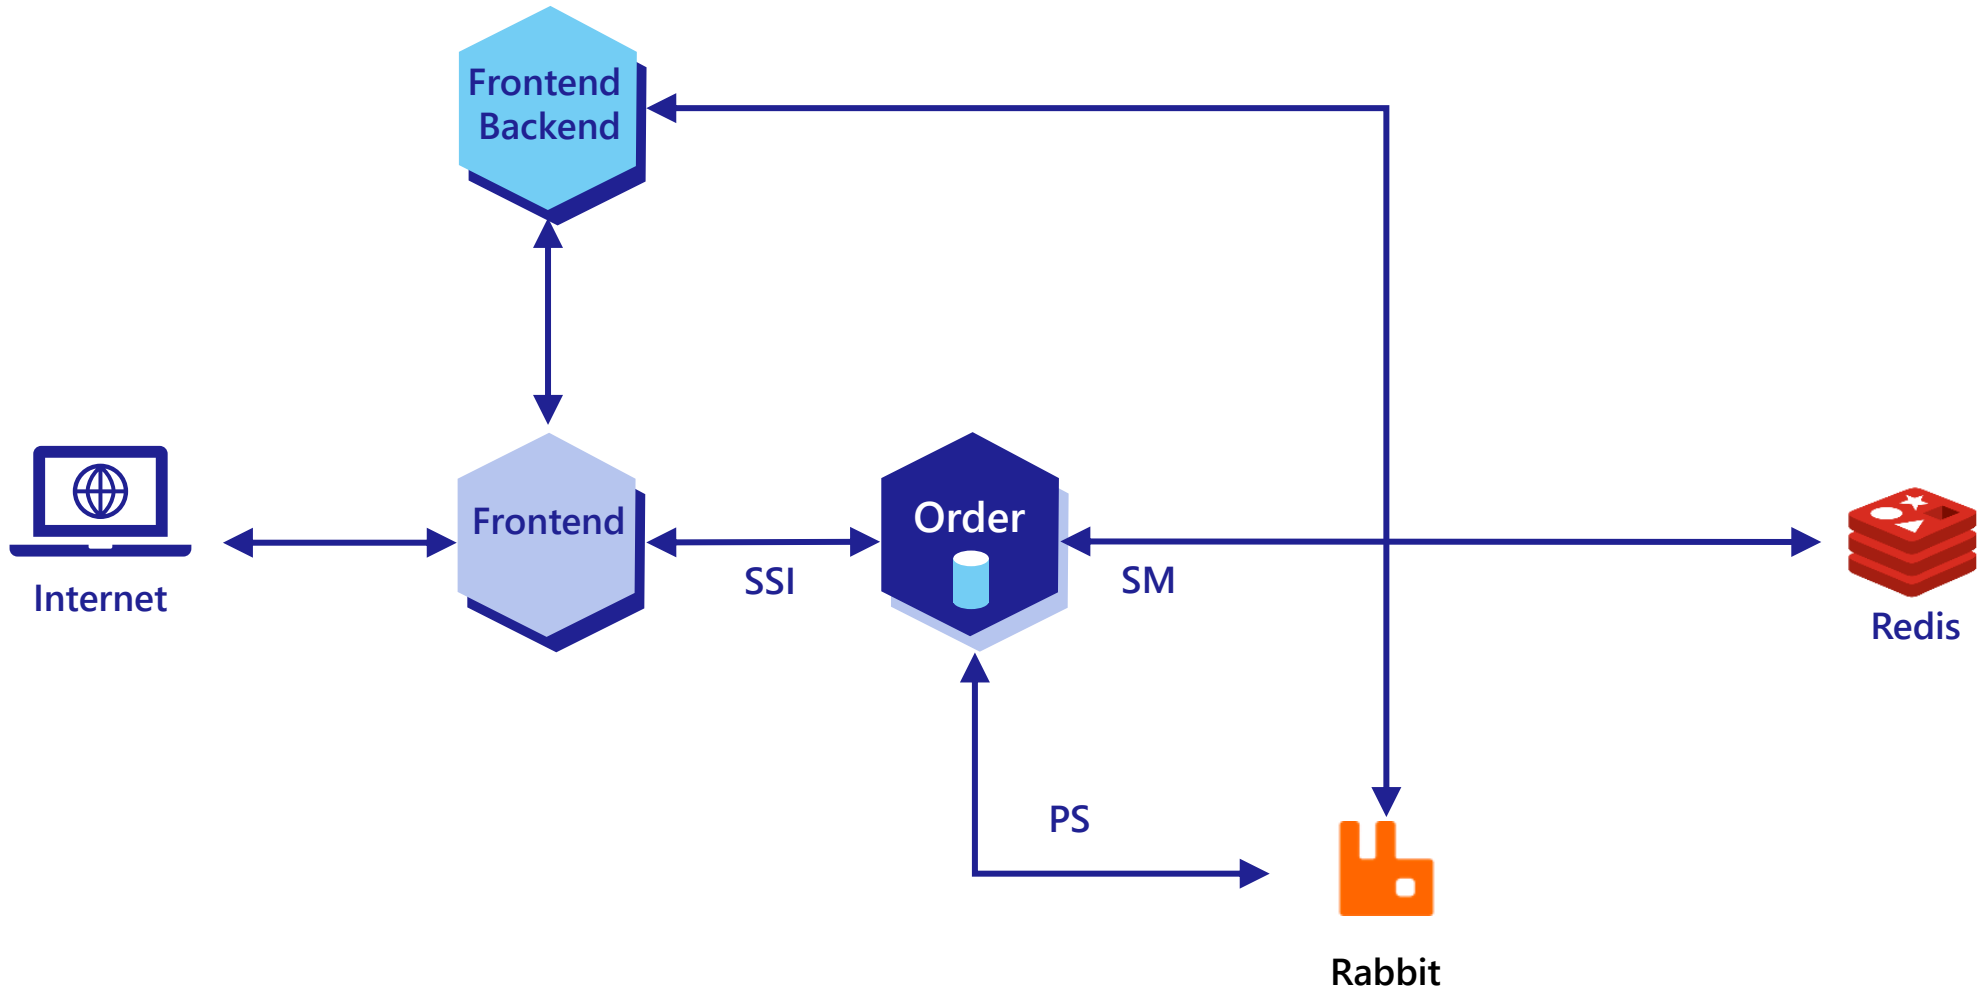 Frontend
Backend
Internet
Frontend
SSI
Order
SM
Redis
PS
Rabbit